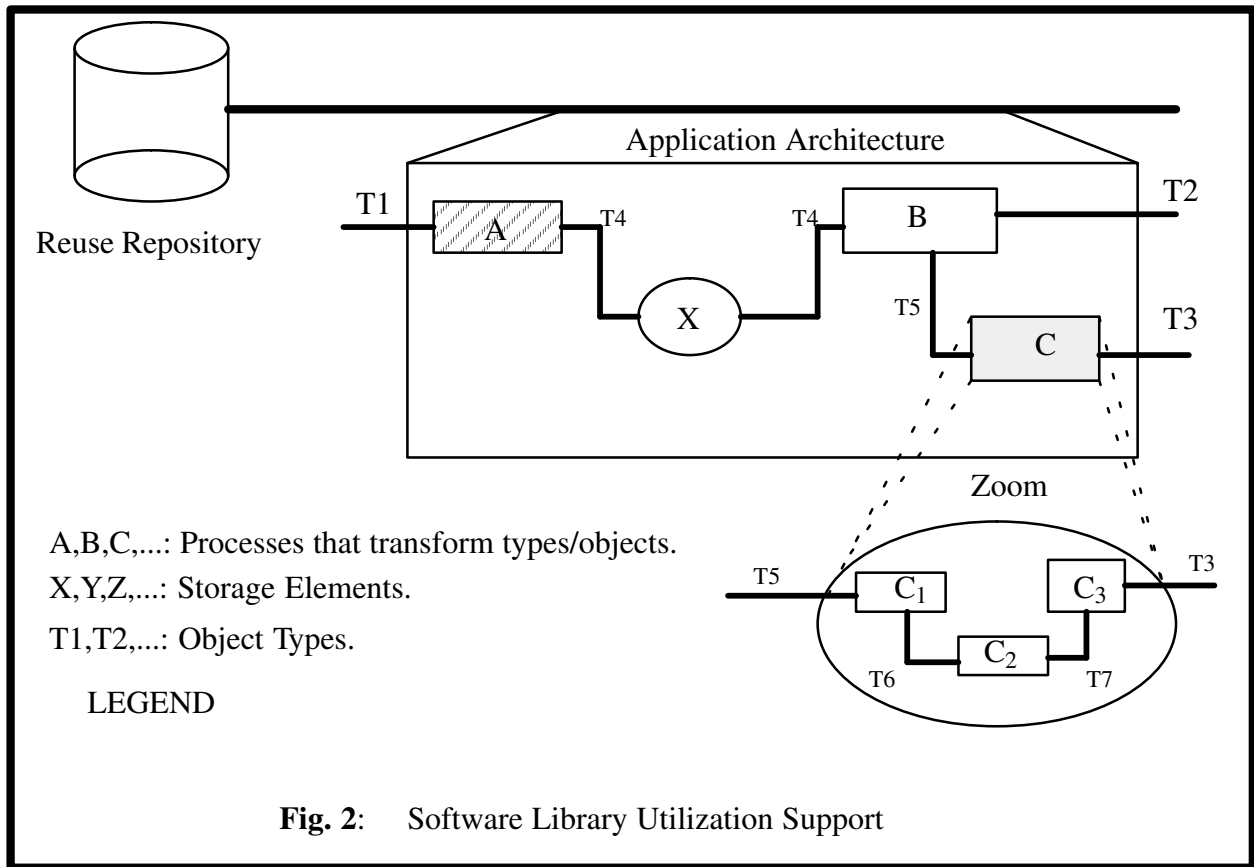 Application Architecture
Reuse Repository
T1
A
T4
X
T4
B
T2
T5
C
T3
Zoom
A,B,C,...: Processes that transform types/objects.
X,Y,Z,...: Storage Elements.
T1,T2,...: Object Types.
LEGEND
T5
C1
T6
C2
T7
C3
T3
Fig. 2: Software Library Utilization Support